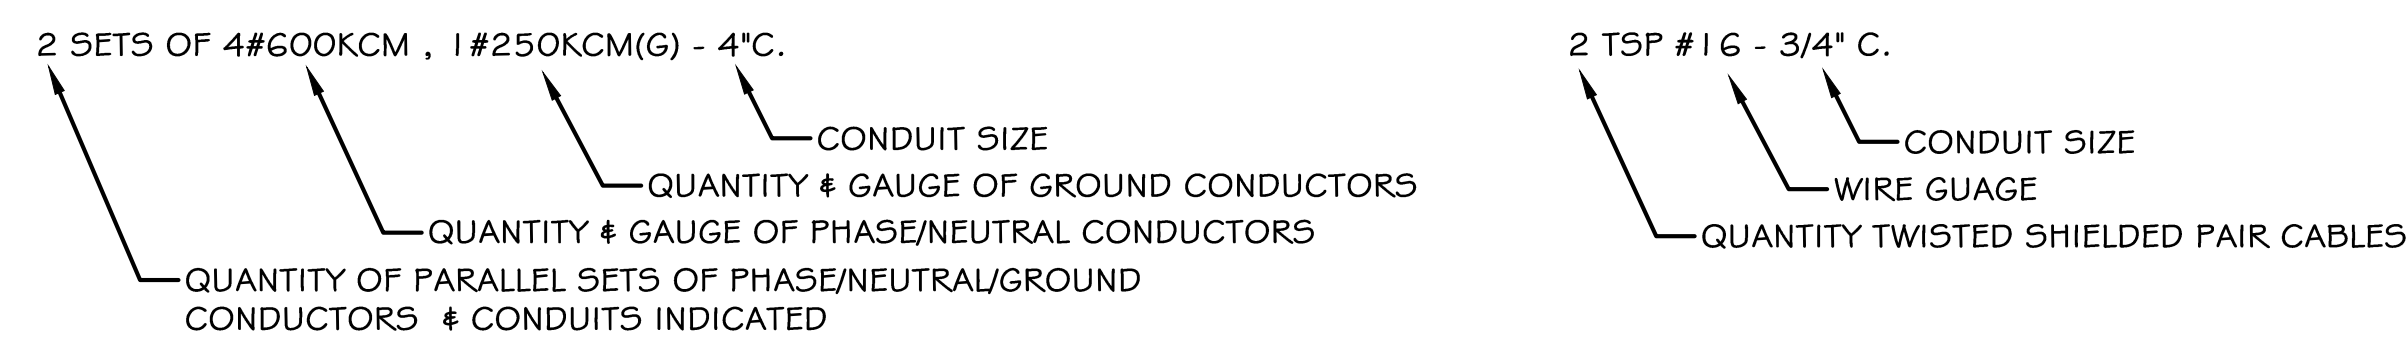 2 SETS OF 4#600KCM , 1#250KCM(G) - 4"C.
CONDUIT SIZE
QUANTITY & GAUGE OF GROUND CONDUCTORS
QUANTITY & GAUGE OF PHASE/NEUTRAL CONDUCTORS
QUANTITY OF PARALLEL SETS OF PHASE/NEUTRAL/GROUND
CONDUCTORS & CONDUITS INDICATED
2 TSP #16 - 3/4" C.
CONDUIT SIZE
WIRE GUAGE
QUANTITY TWISTED SHIELDED PAIR CABLES